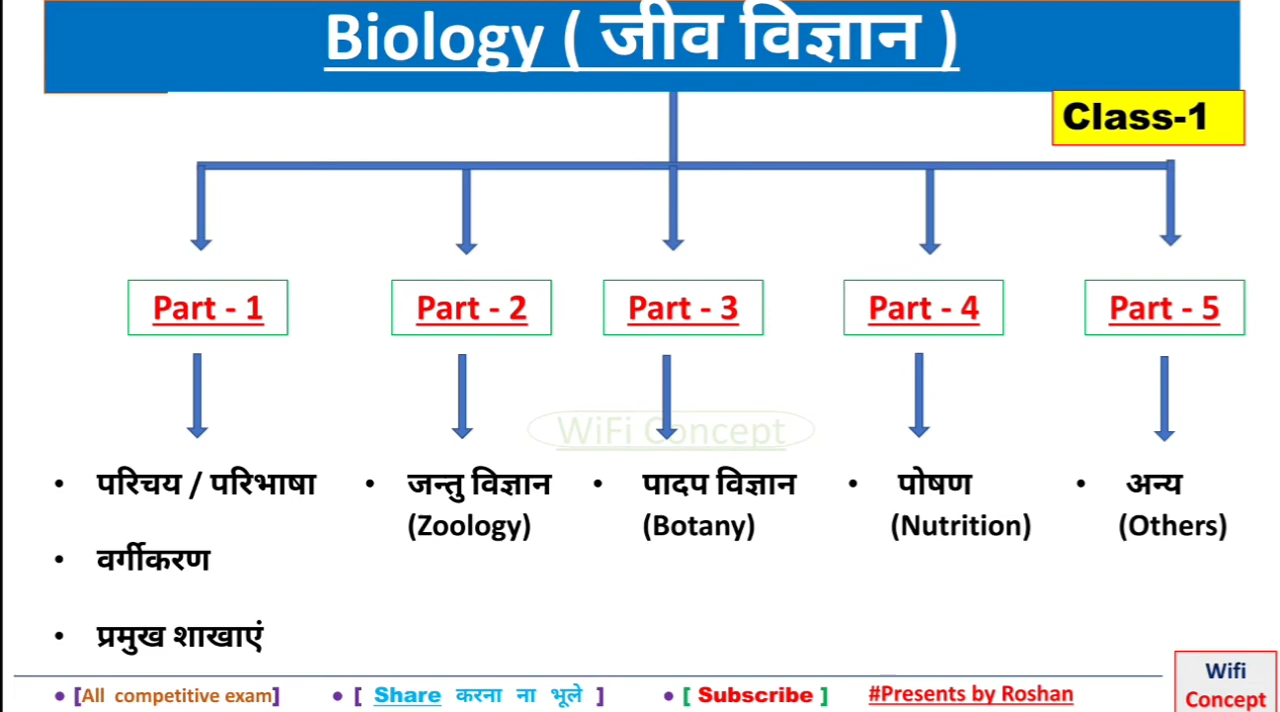 Biology ( जीव विज्ञान )
Class-1
Part - 1
Part - 2
Part - 3
Part - 4
Part - 5
WiFi Concept
• परिचय / परिभाषा
• वर्गीकरण
• प्रमुख शाखाएं
• जन्तु विज्ञान
(Zoology)
• पादप विज्ञान
(Botany)
• पोषण
(Nutrition)
• अन्य
(Others)
• [All competitive exam]
• [ Share करना ना भूले ]
• [ Subscribe ]
#Presents by Roshan
Wifi
Concept